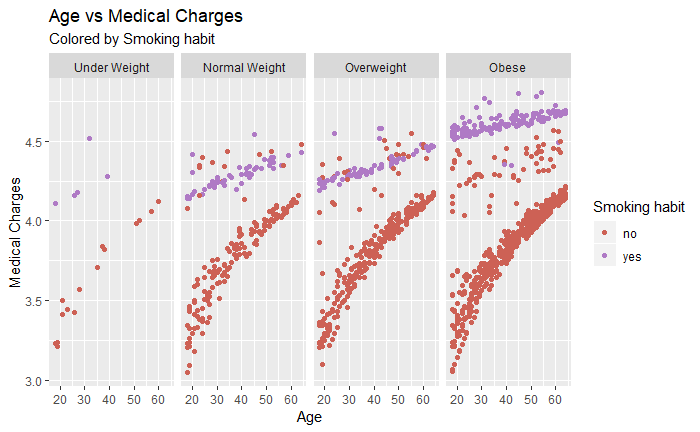 Age vs Medical Charges
Colored by Smoking habit
Under Weight Normal Weight Overweight Obese
4.5
4.0
3.5
3.0
Medical Charges
20 30 40 50 60 20 30 40 50 60 20 30 40 50 60 20 30 40 50 60
Age
Smoking habit
no
yes